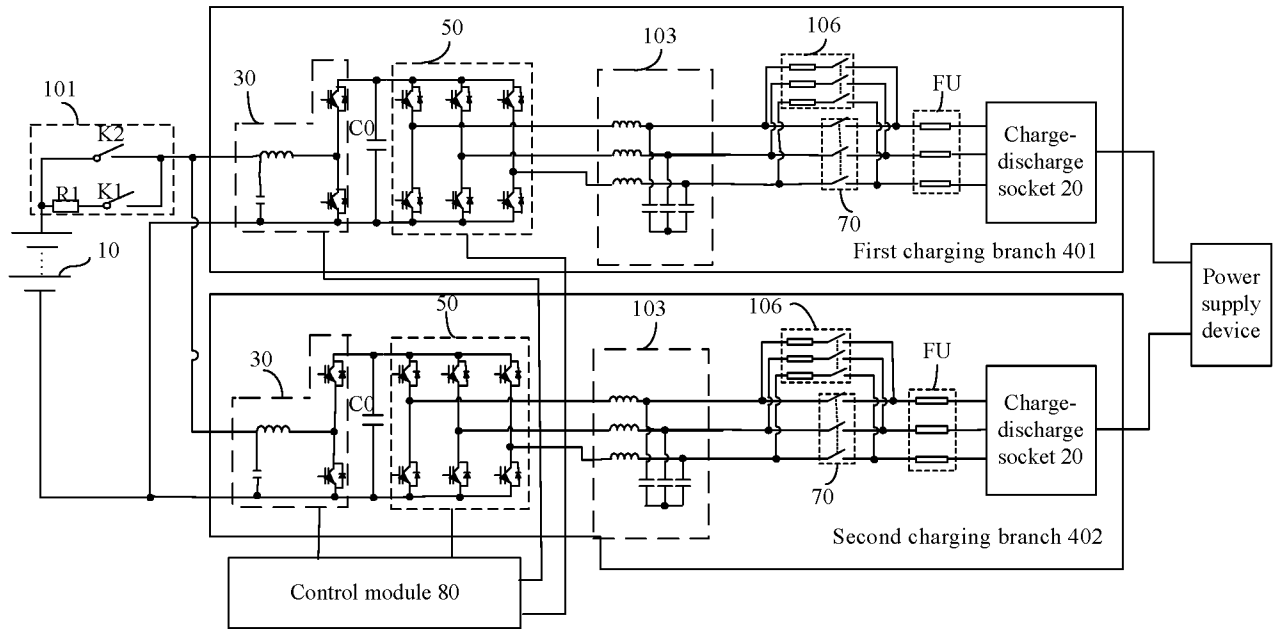 106
50
103
30
FU
101
K2
C0
Charge-
discharge
socket 20
R1
K1
70
10
First charging branch 401
Power
supply
device
50
106
103
FU
30
C0
Charge-
discharge
socket 20
70
Second charging branch 402
Control module 80